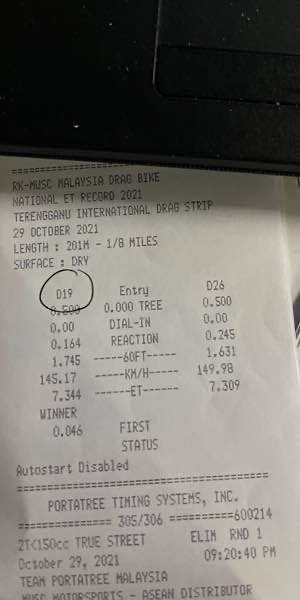 ==============================
RK-MUSC MALAYSIA DRAG BIKE
NATIONAL ET RECORD 2021
TERENGGANU INTERNATIONAL DRAG STRIP
29 OCTOBER 2021
LENGTH : 201M - 1/8 MILES
SURFACE : DRY
D19 Entry D26
0.500 0.000 TREE 0.500
0.00 DIAL-IN 0.00
0.164 REACTION 0.245
1.745 ------60FT----- 1.631
145.17 ------KM/H----- 149.98
7.344 ------ET------- 7.309
WINNER
0.046 FIRST
STATUS
Autostart Disabled
==============================
PORTATREE TIMING SYSTEMS, INC.
============= 305/306 ==========600214
2T<150cc TRUE STREET ELIM RND 1
October 29, 2021 09:20:40 PM
TEAM PORTATREE MALAYSIA
MUSC MOTORSPORTS - ASEAN DISTRIBUTOR